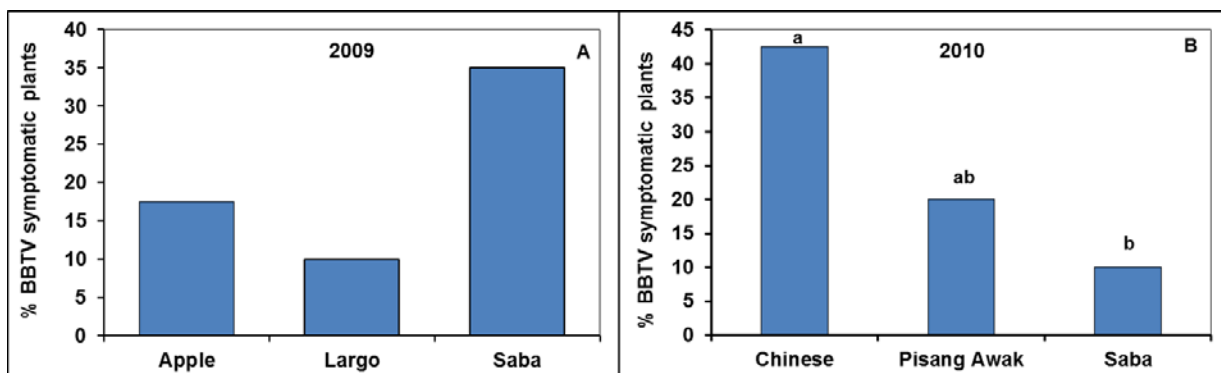 2009
A
% BBTV symptomatic plants
40
35
30
25
20
15
10
5
0
Apple Largo Saba
2010
B
% BBTV symptomatic plants
45
40
35
30
25
20
15
10
5
0
a
ab
b
Chinese Pisang Awak Saba